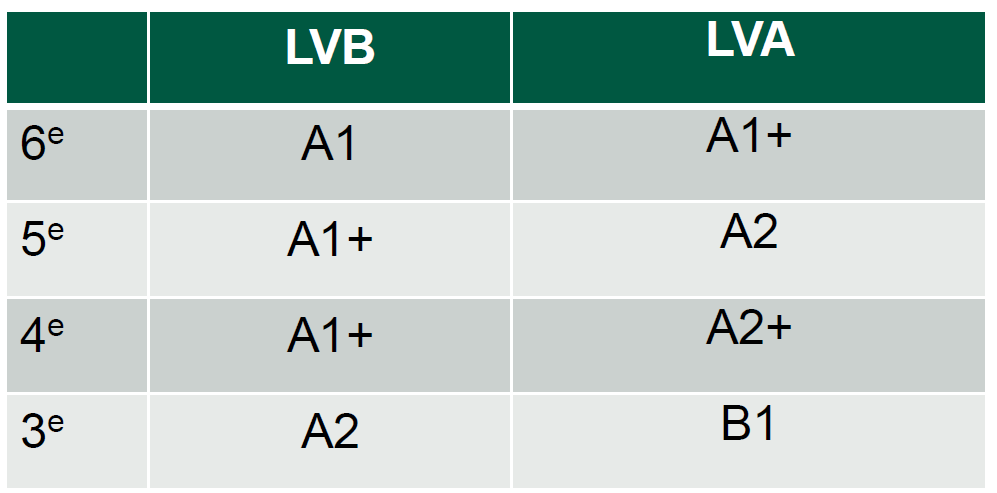 LVB LVA
6e A1 A1+
5e A1+ A2
4e A1+ A2+
3e A2 B1